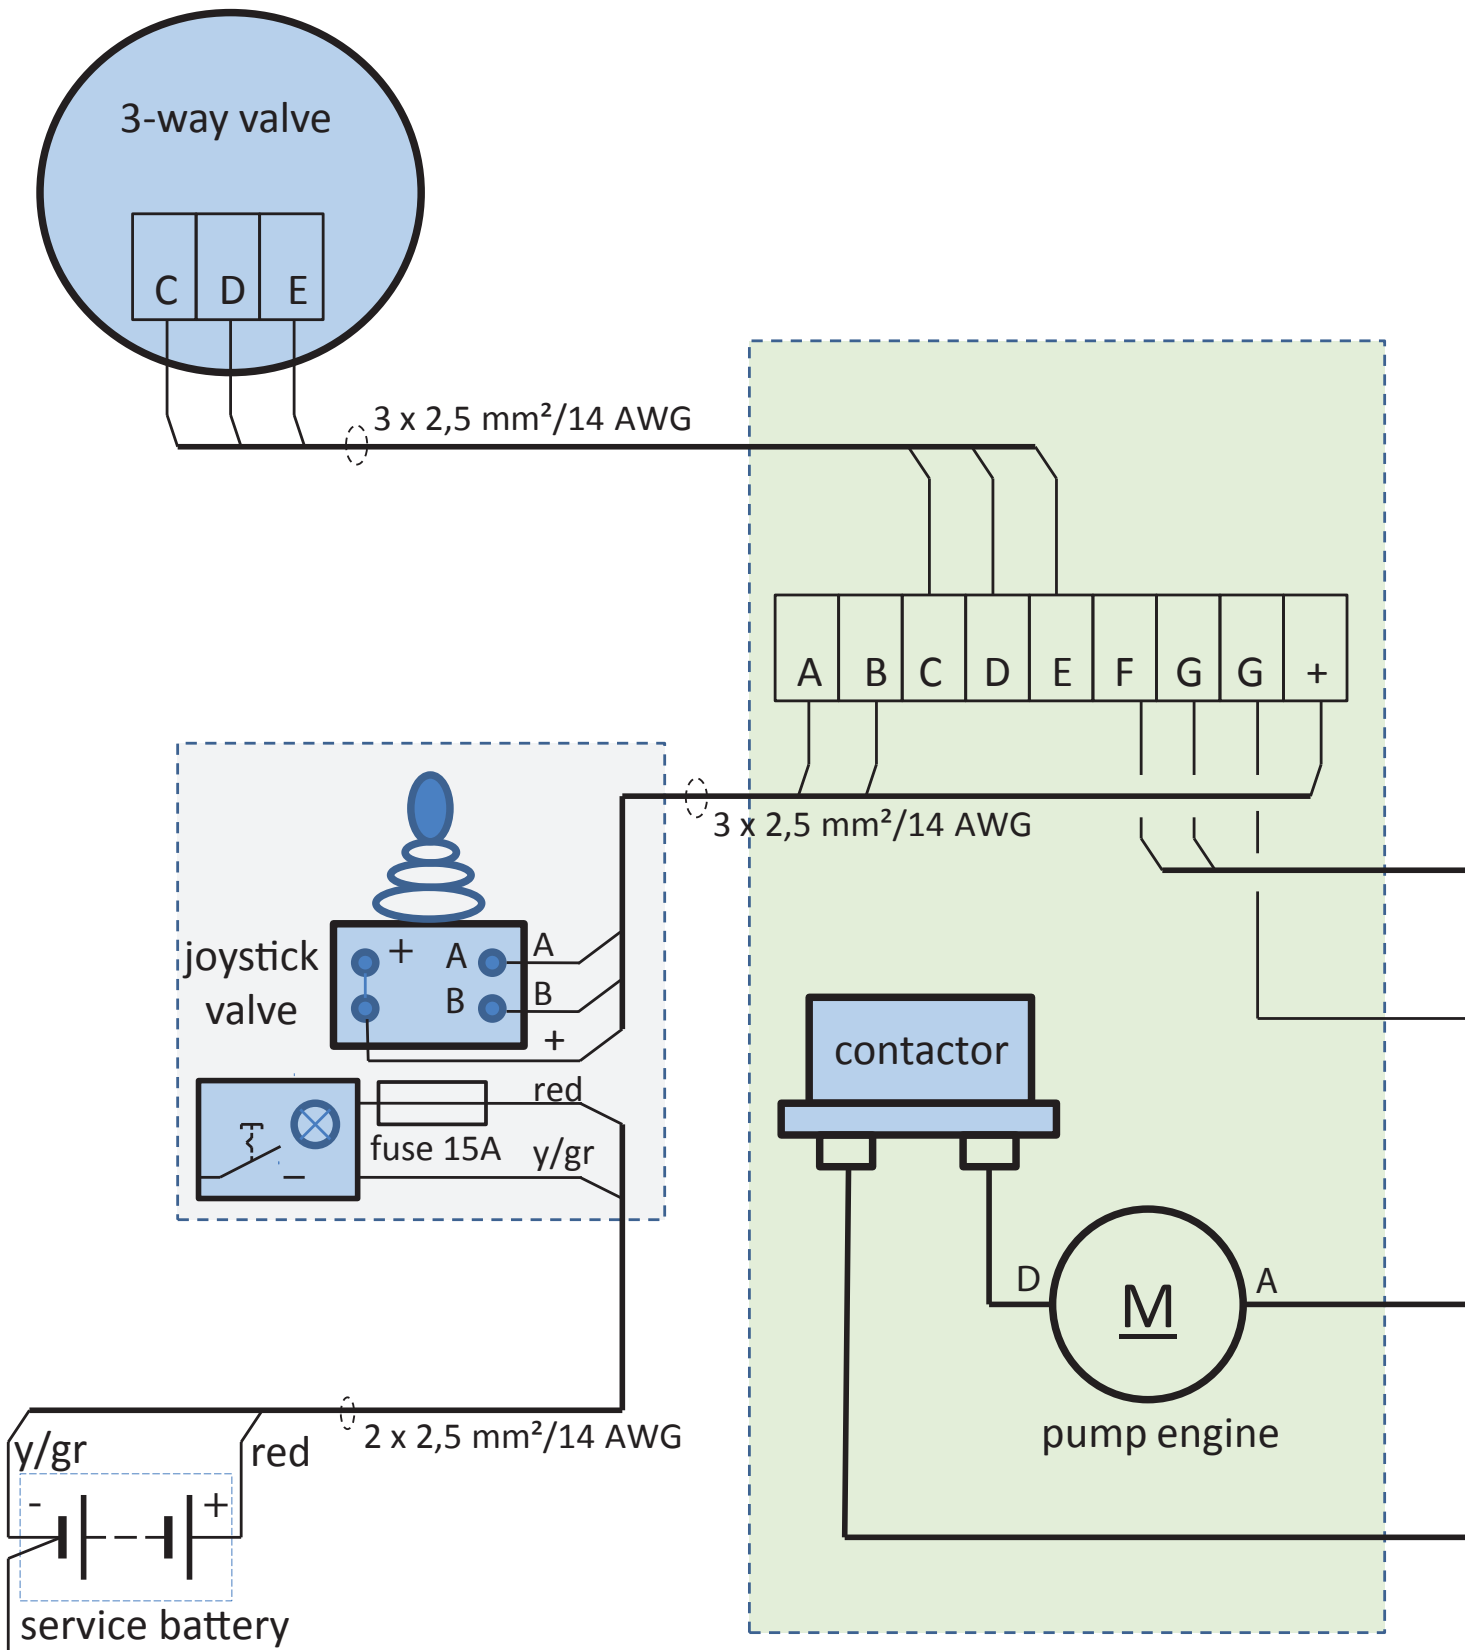 3-way valve
C D E
3 x 2,5 mm²/14 AWG
A B C D E F G G +
3 x 2,5 mm²/14 AWG
joystick
valve
+ A A
B B
+
red
fuse 15A
y/gr
–
contactor
D M A
pump engine
2 x 2,5 mm²/14 AWG
y/gr red
- +
service battery